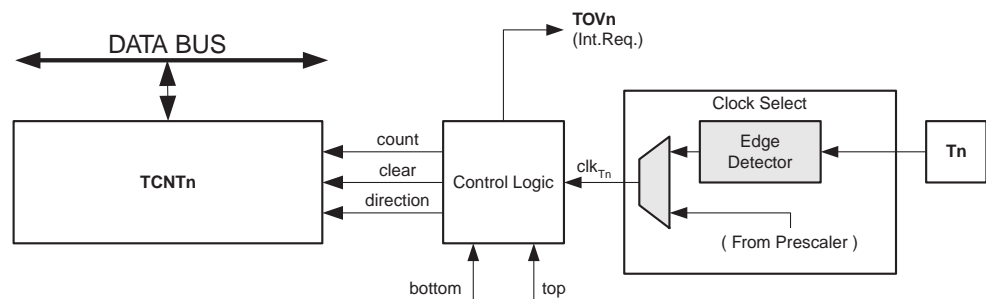 TOVn
(Int.Req.)
DATA BUS
Clock Select
count
Edge
Detector
Tn
TCNTn
clear
Control Logic
clkTn
direction
( From Prescaler )
bottom
top